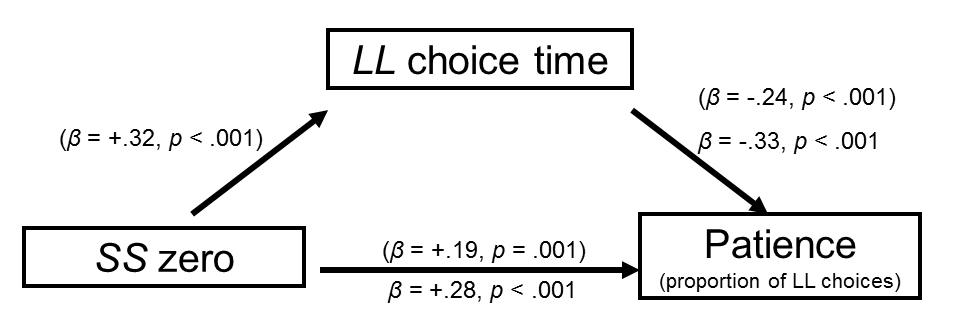 LL choice time
(β = -.24, p < .001)
(β = +.32, p < .001)
β = -.33, p < .001
SS zero
(β = +.19, p = .001)
β = +.28, p < .001
Patience
(proportion of LL choices)